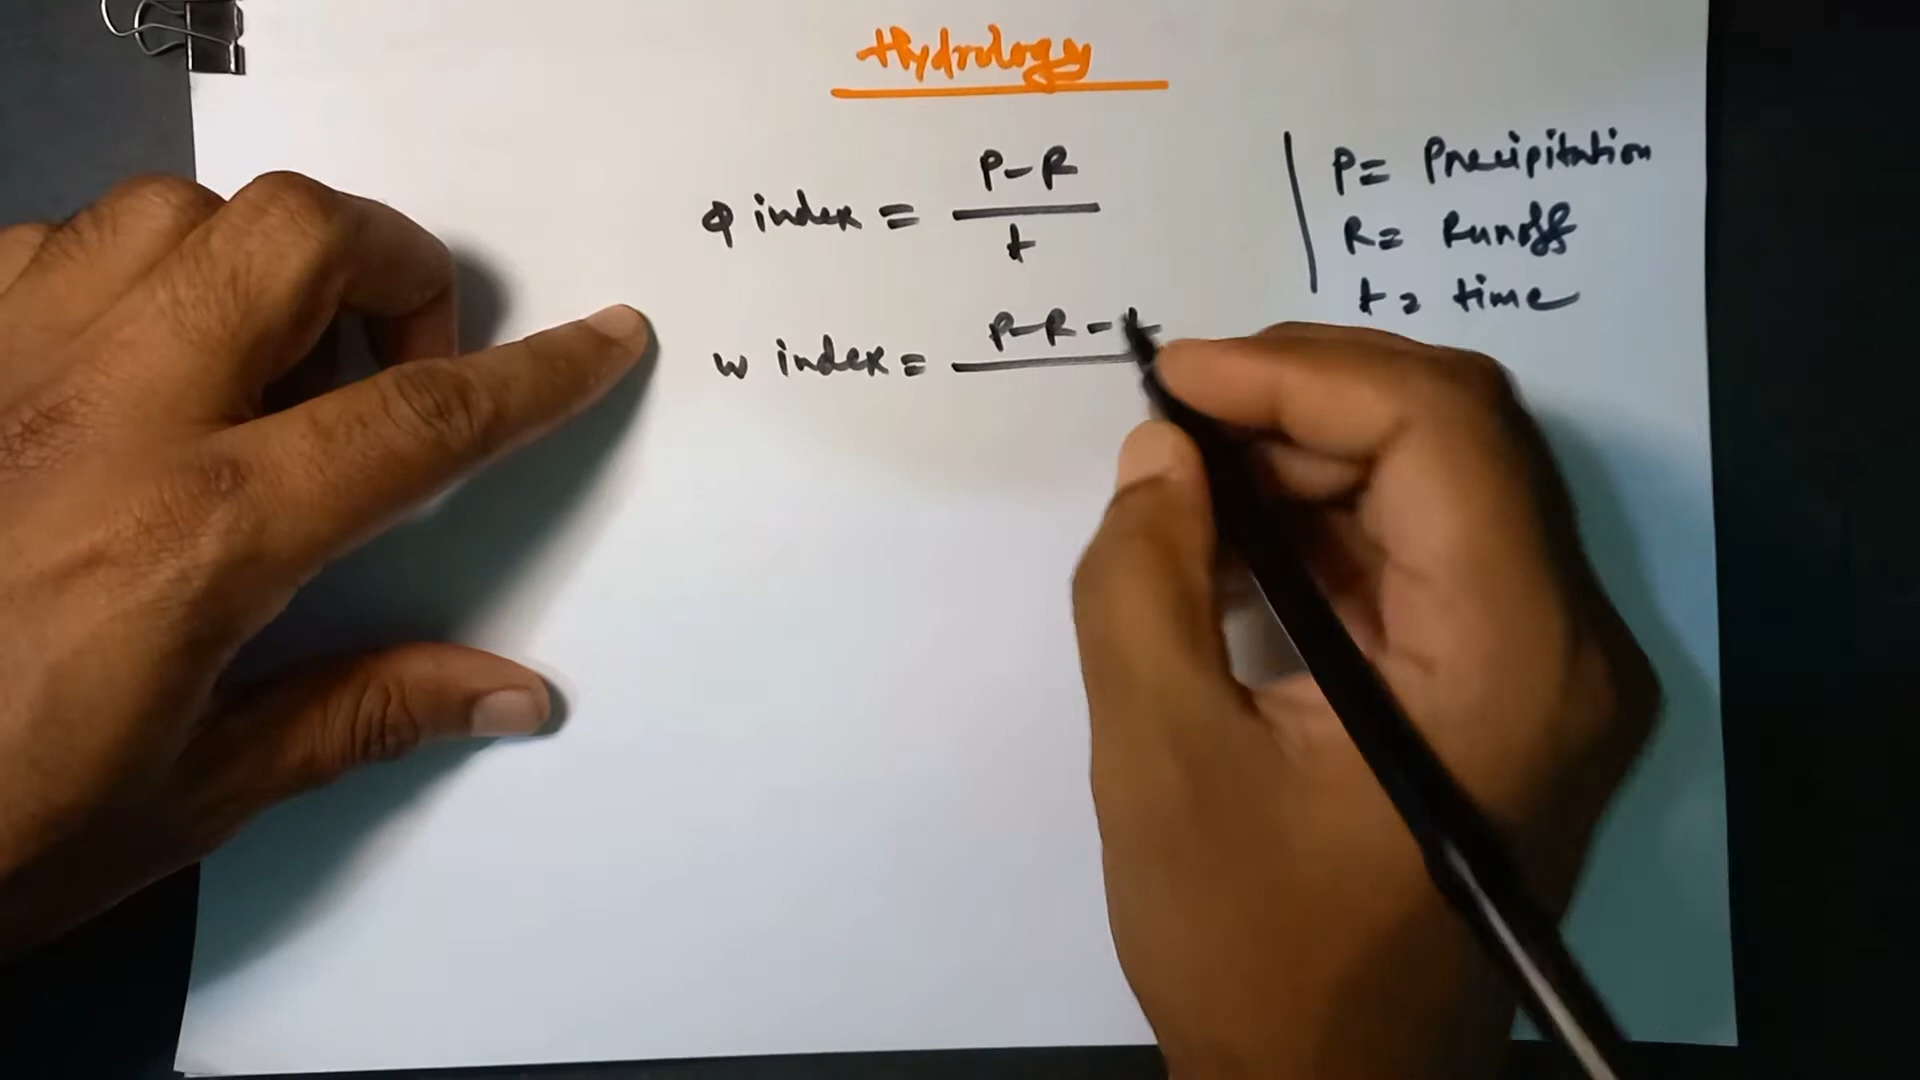 Hydrology
φ index = P-R / t
w index = P-R-
P= Precipitation
R= Runoff
t= time